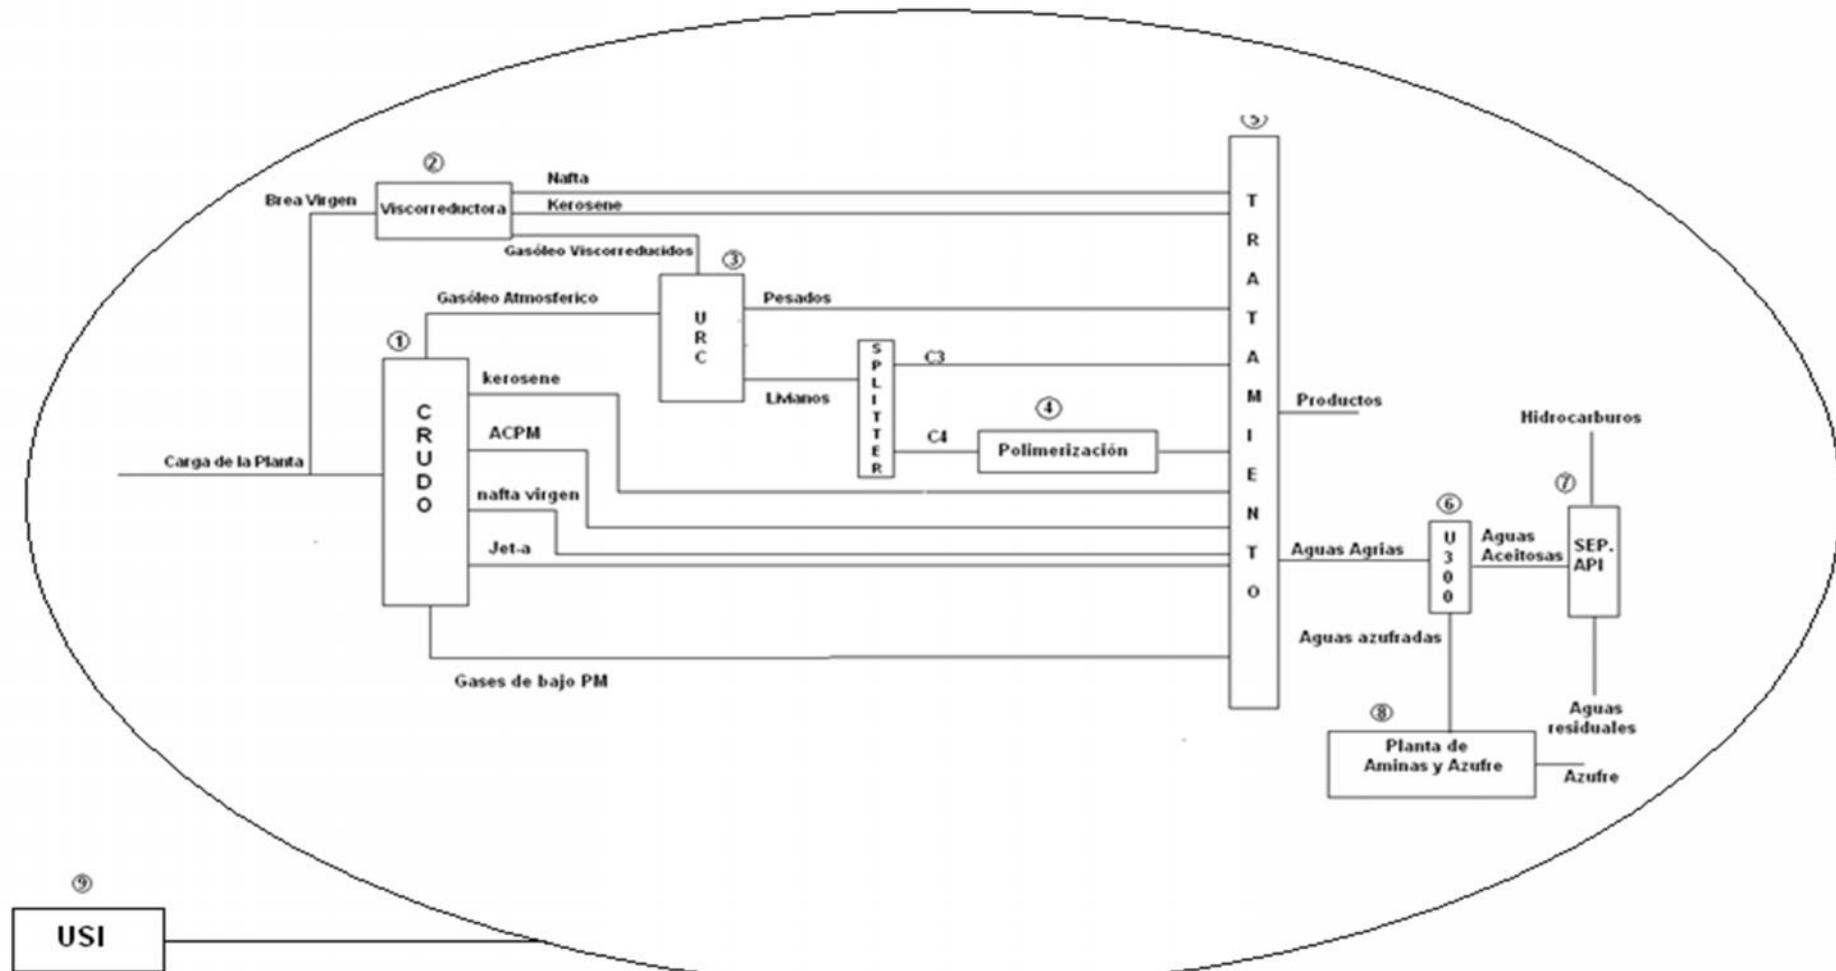 ⑤
②
Nafta
Brea Virgen
Viscorreductora
Kerosene
Gasóleo Viscorreducidos
③
Gasóleo Atmosferico
URC
Pesados
①
SPLITTER
C3
kerosene
CRUDO
Livianos
④
Productos
Hidrocarburos
ACPM
C4
Polimerización
Carga de la Planta
⑦
nafta virgen
⑥
TRATAMIENTO
Jet-a
Aguas Agrias
U300
Aguas
Aceitosas
SEP.
API
Aguas azufradas
Gases de bajo PM
Aguas
residuales
⑧
Planta de
Aminas y Azufre
Azufre
⑨
USI